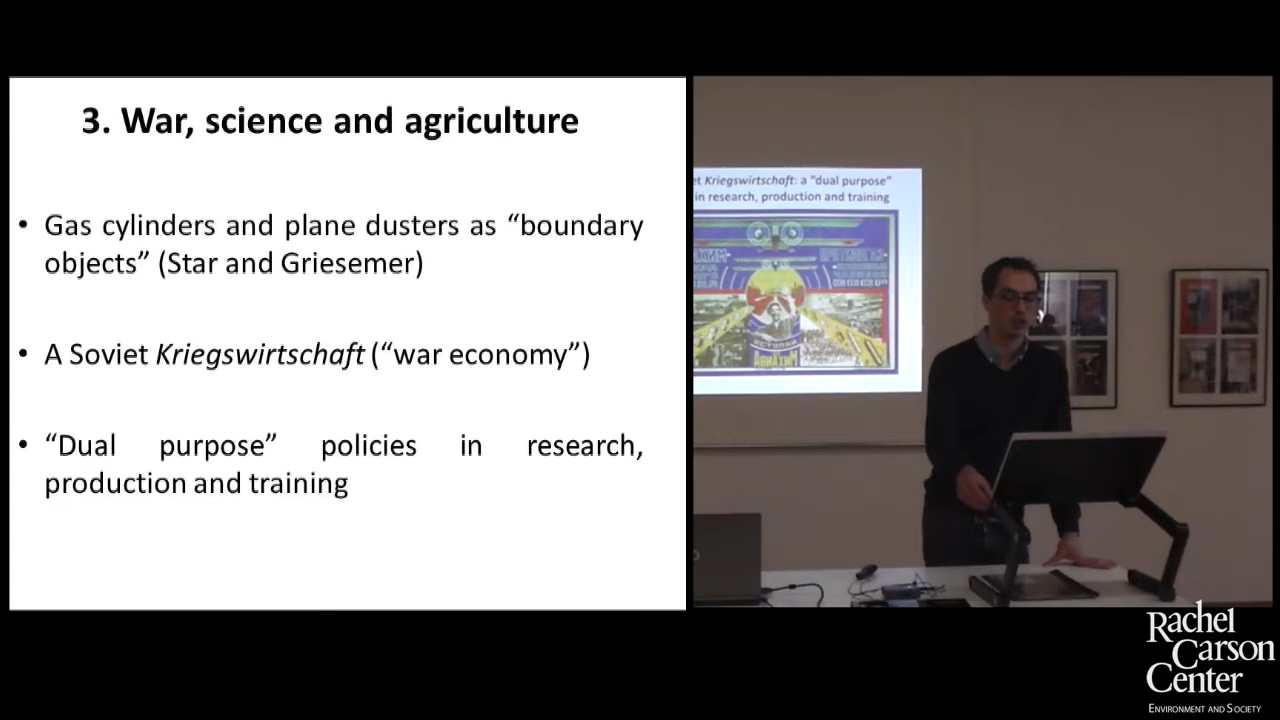 3. War, science and agriculture
• Gas cylinders and plane dusters as “boundary
objects” (Star and Griesemer)
• A Soviet Kriegswirtschaft (“war economy”)
• “Dual purpose” policies in research,
production and training
Kriegswirtschaft: a “dual purpose”
in research, production and training
Rachel
Carson
Center
Environment and Society